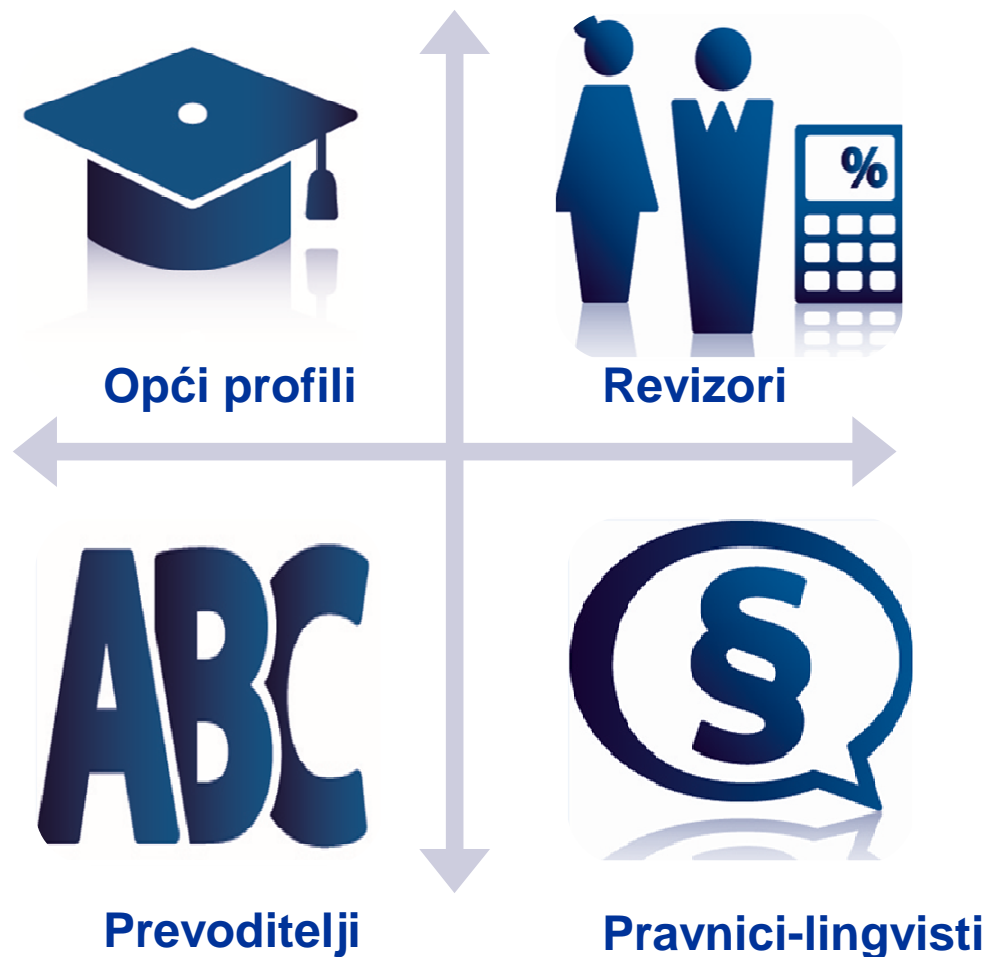 %
Opći profili
Revizori
ABC
§
Prevoditelji
Pravnici-lingvisti